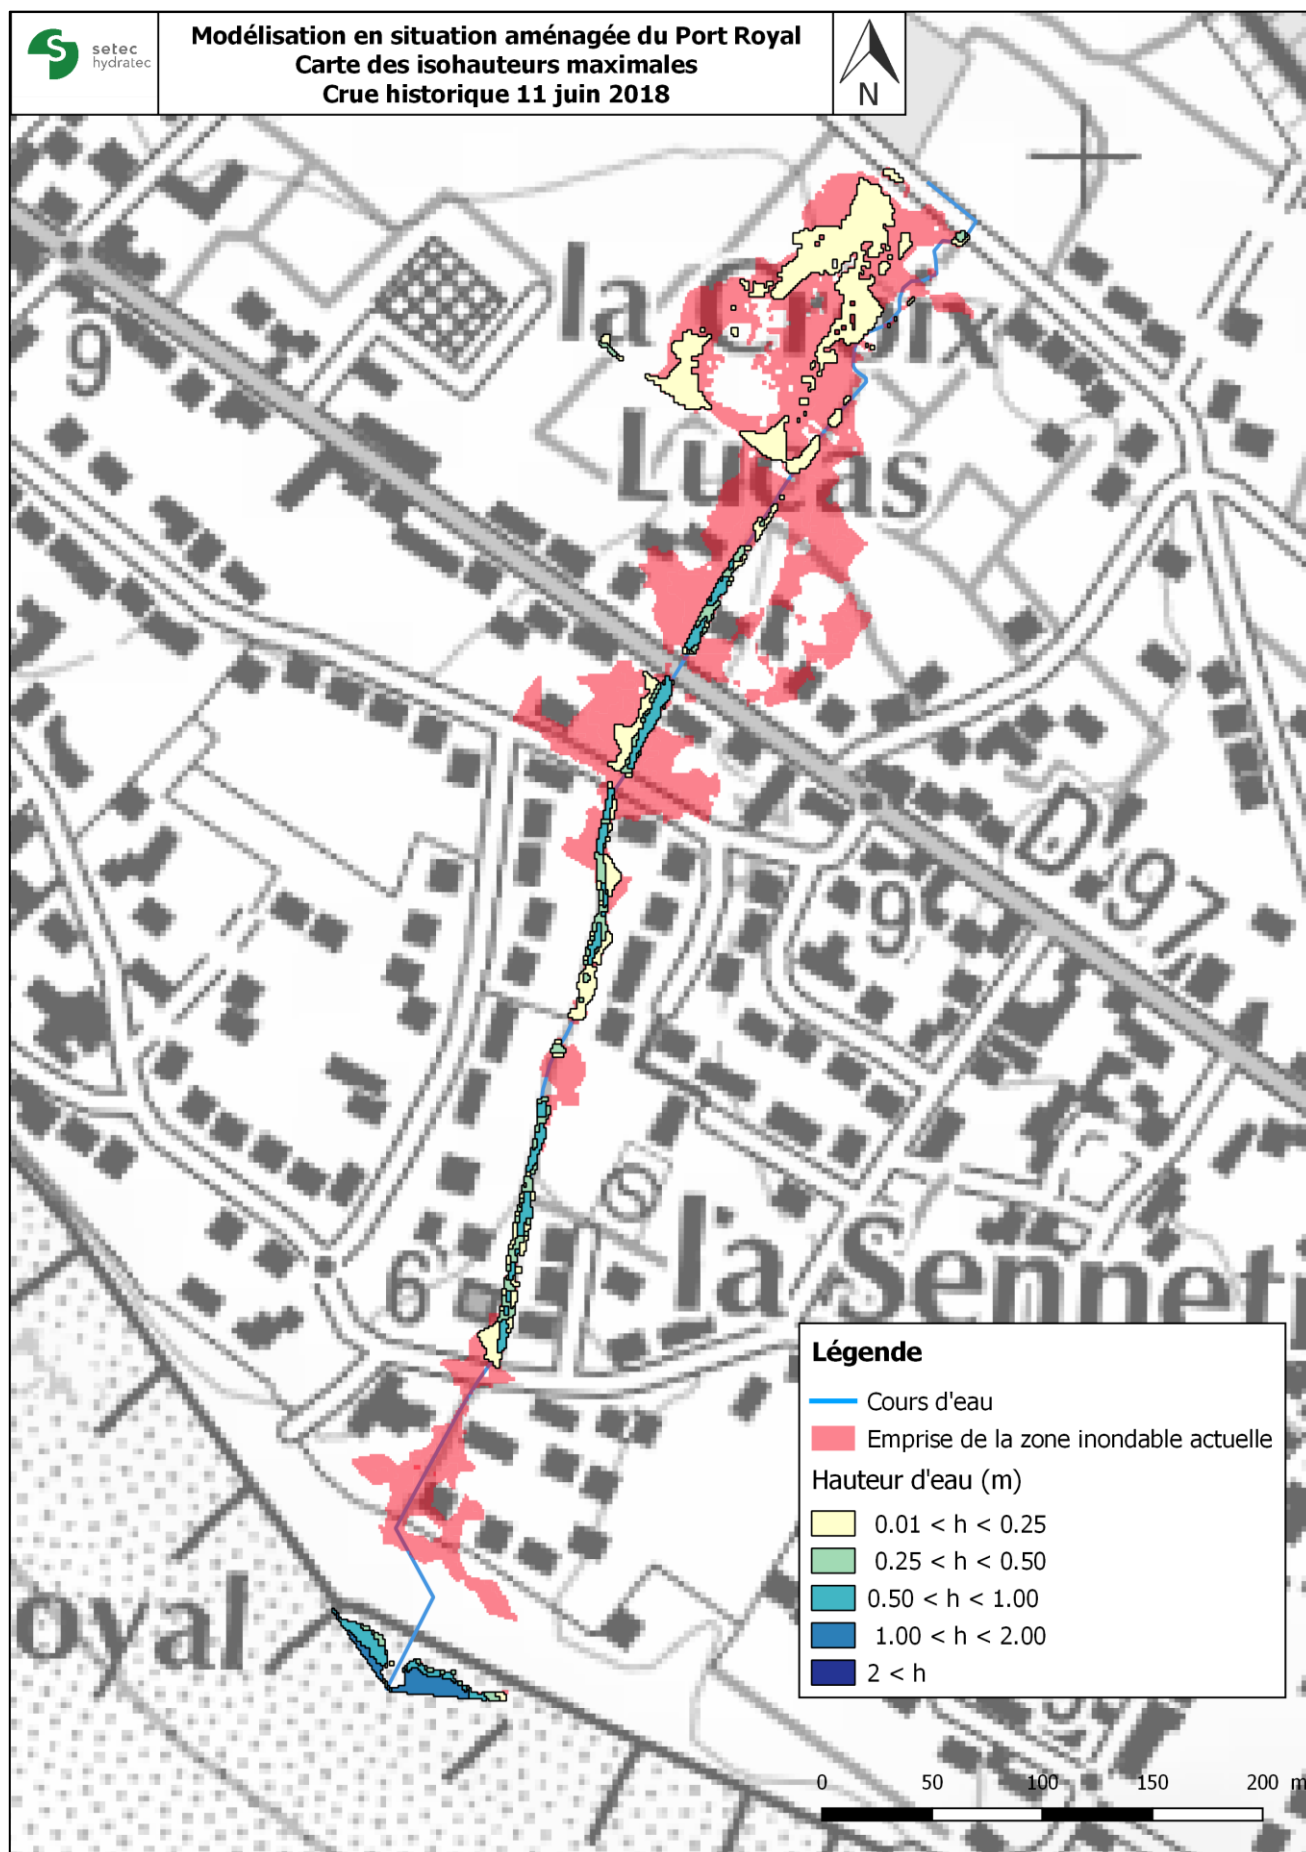 setec
hydratec
Modélisation en situation aménagée du Port Royal
Carte des isohauteurs maximales
Crue historique 11 juin 2018
N
la Croix
9
Lucas
D 97
9
6
la Sennet
oyal
Légende
Cours d'eau
Emprise de la zone inondable actuelle
Hauteur d'eau (m)
0.01 < h < 0.25
0.25 < h < 0.50
0.50 < h < 1.00
1.00 < h < 2.00
2 < h
0 50 100 150 200 m